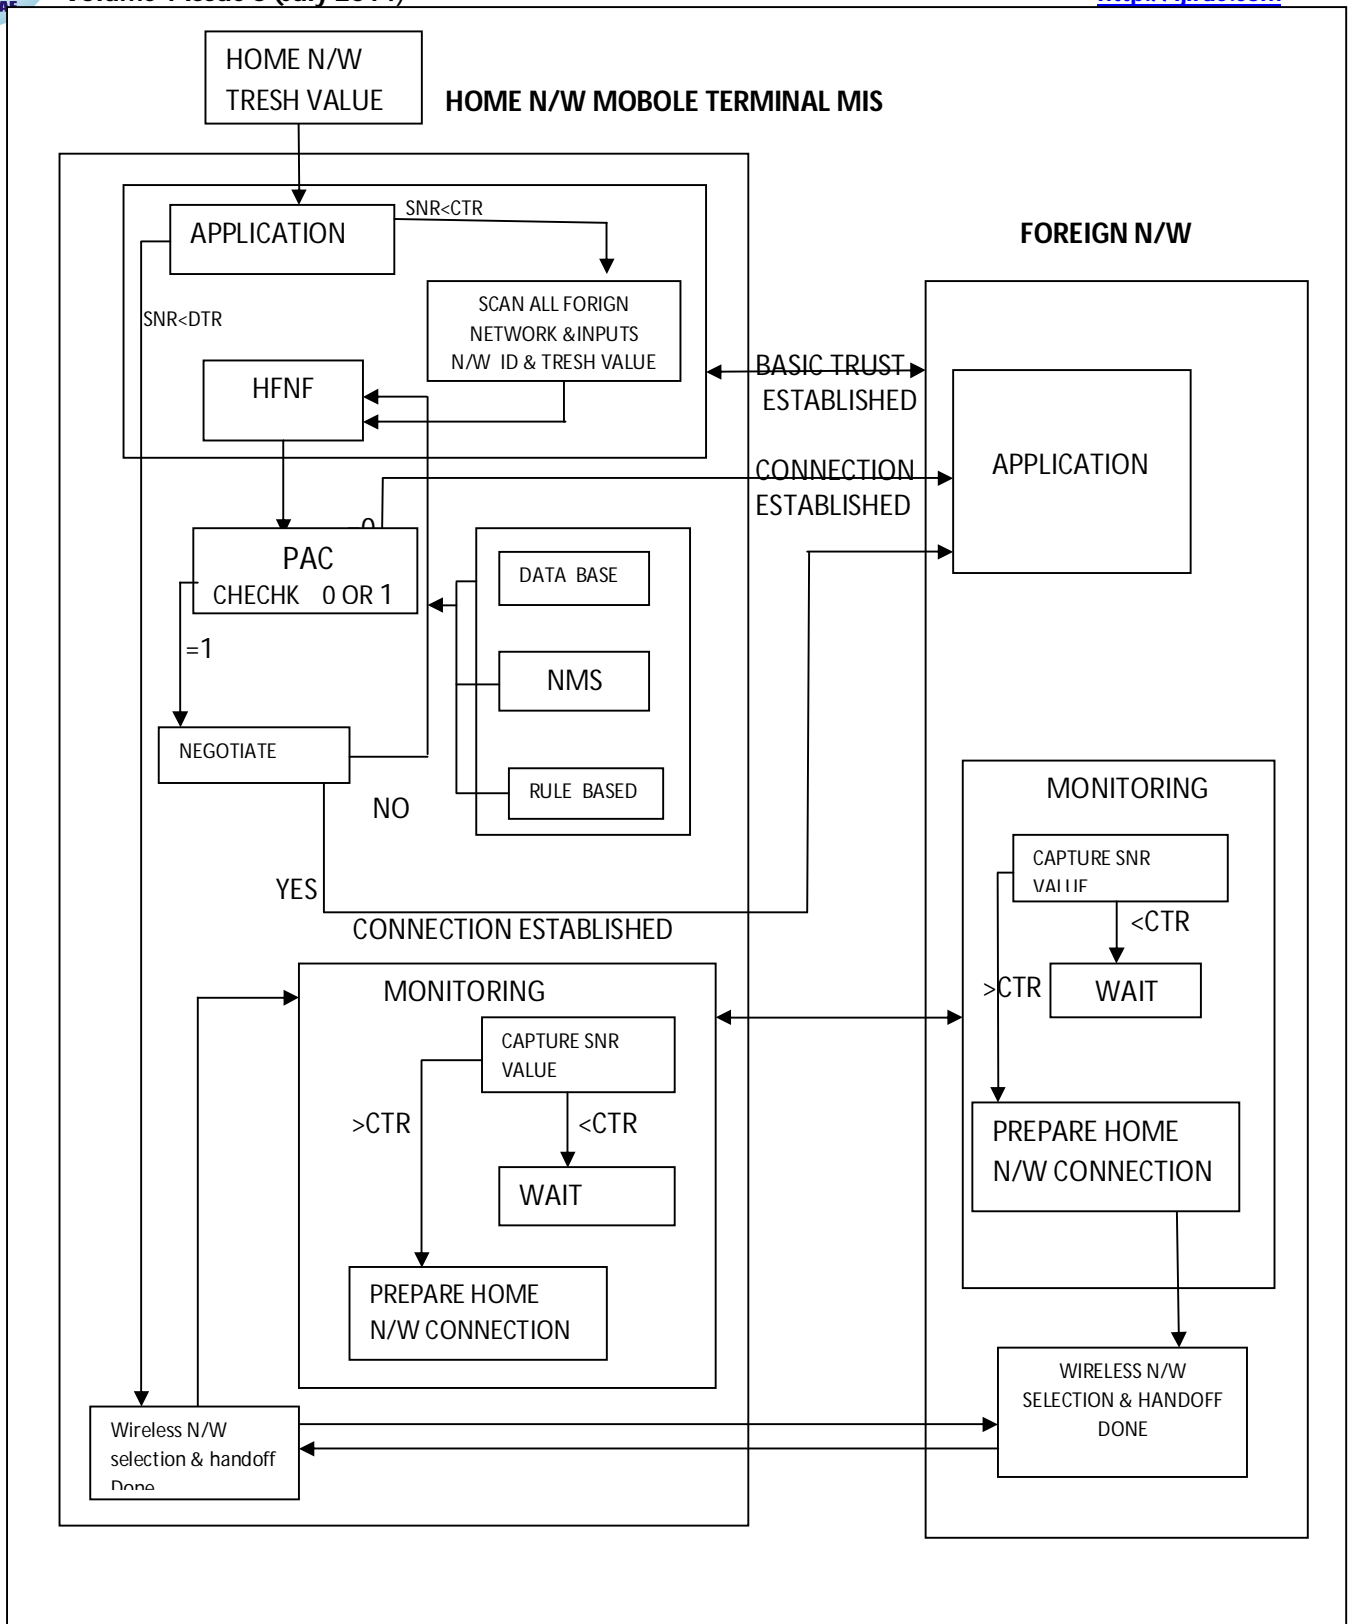 HOME N/W
TRESH VALUE
HOME N/W MOBOLE TERMINAL MIS
APPLICATION
SNR<CTR
FOREIGN N/W
SCAN ALL FORIGN
NETWORK &INPUTS
N/W ID & TRESH VALUE
SNR<DTR
HFNF
BASIC TRUST
ESTABLISHED
APPLICATION
CONNECTION
ESTABLISHED
=0
PAC
CHECHK 0 OR 1
DATA BASE
=1
NMS
NEGOTIATE
RULE BASED
NO
MONITORING
CAPTURE SNR
VALUE
YES
CONNECTION ESTABLISHED
<CTR
>CTR
WAIT
MONITORING
CAPTURE SNR
VALUE
>CTR
<CTR
WAIT
PREPARE HOME
N/W CONNECTION
PREPARE HOME
N/W CONNECTION
WIRELESS N/W
SELECTION & HANDOFF
DONE
Wireless N/W
selection & handoff
Done